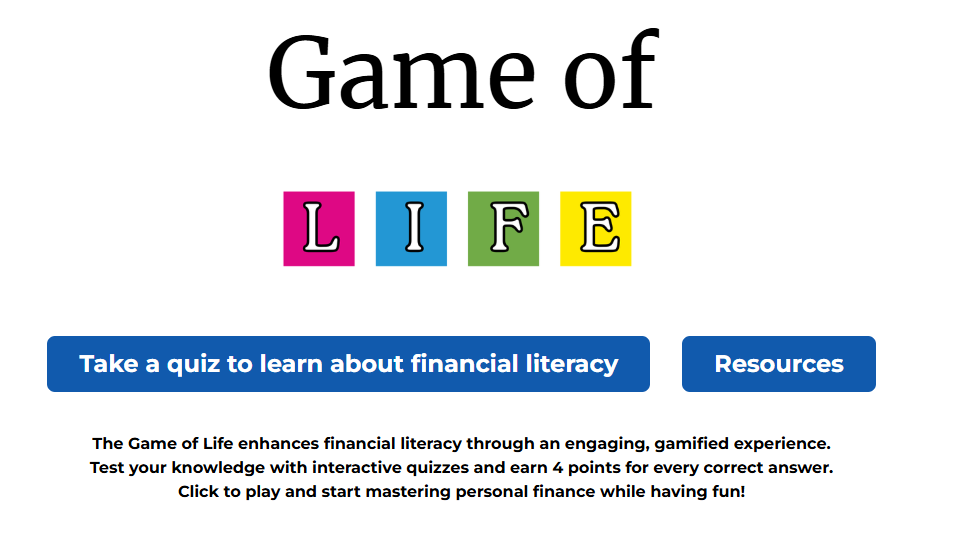 Game of
L I F E
Take a quiz to learn about financial literacy
Resources
The Game of Life enhances financial literacy through an engaging, gamified experience.
Test your knowledge with interactive quizzes and earn 4 points for every correct answer.
Click to play and start mastering personal finance while having fun!